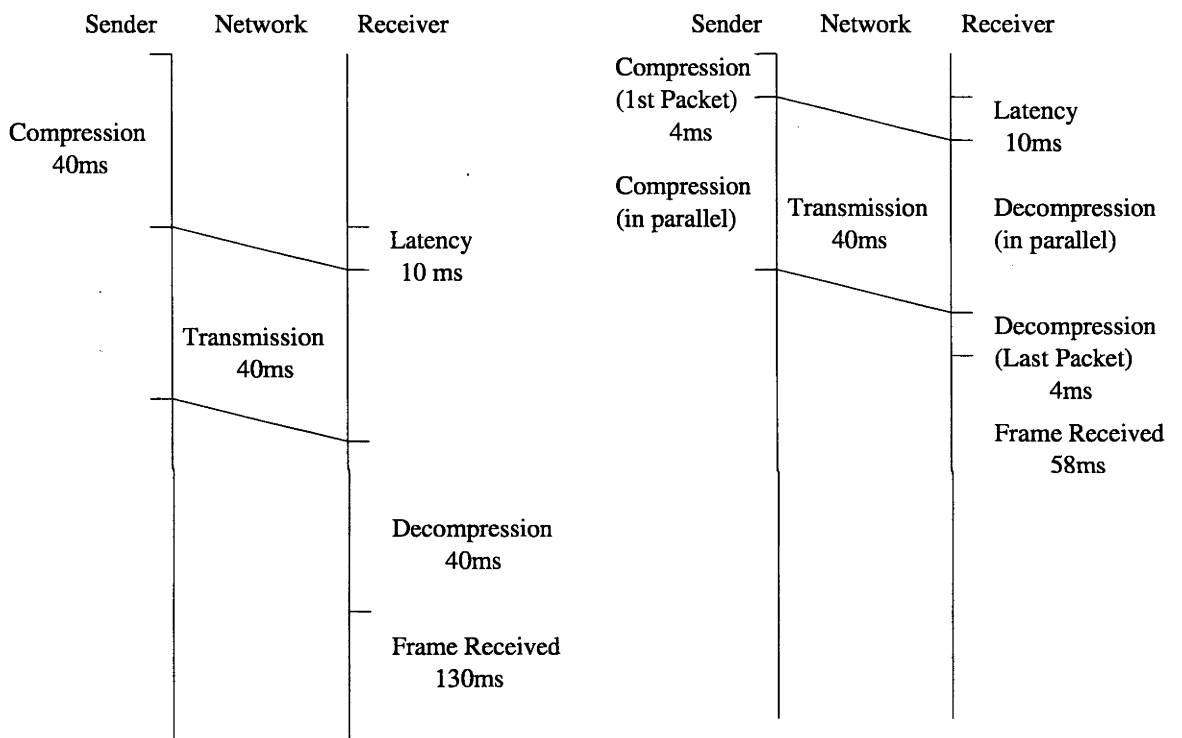 Sender Network Receiver
Compression
40ms
Latency
10 ms
Transmission
40ms
Decompression
40ms
Frame Received
130ms
Sender Network Receiver
Compression
(1st Packet)
4ms
Latency
10ms
Compression
(in parallel)
Transmission
40ms
Decompression
(in parallel)
Decompression
(Last Packet)
4ms
Frame Received
58ms